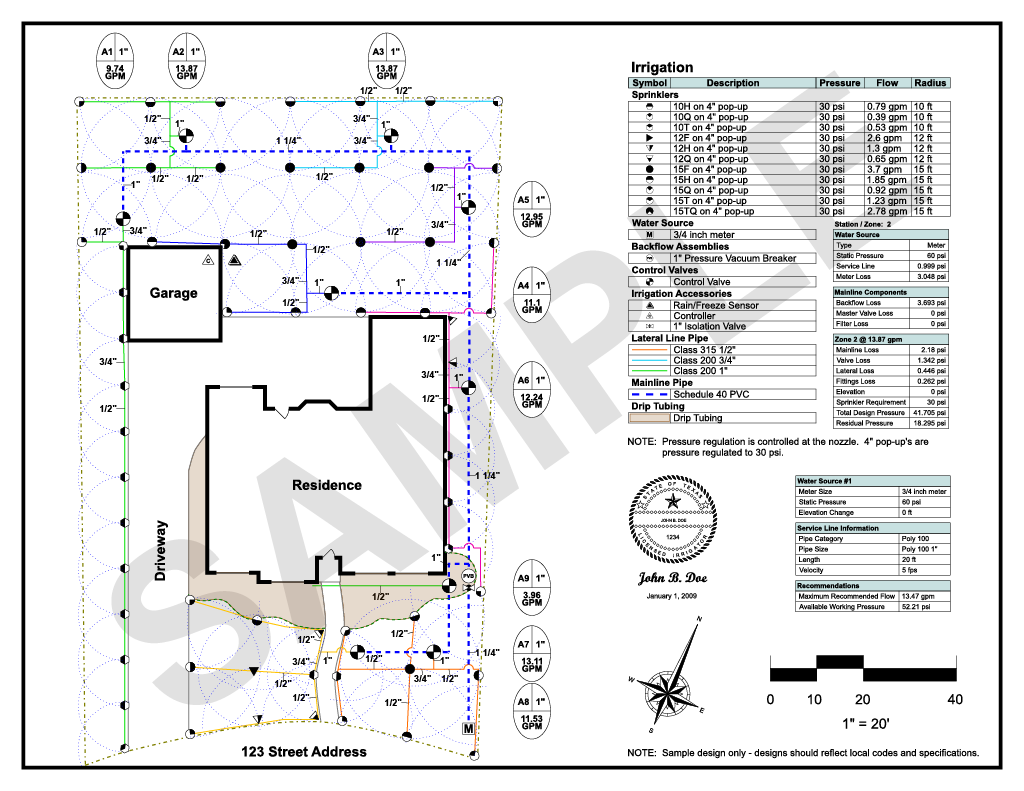 A1 1"
9.74
GPM
A2 1"
13.87
GPM
A3 1"
13.87
GPM
1/2" 1/2"
1/2"
3/4"
1"
1 1/4"
1/2"
3/4"
1"
1"
1/2" 1/2"
1/2"
1/2"
3/4"
1/2"
3/4"
1/2"
1/2"
1/2"
1 1/4"
3/4"
1/2"
1"
A5 1"
12.95
GPM
A4 1"
11.1
GPM
A6 1"
12.24
GPM
A9 1"
3.96
GPM
A7 1"
13.11
GPM
A8 1"
11.53
GPM
C
Garage
3/4"
1/2"
1/2"
3/4"
1"
1/2"
1 1/4"
Residence
Driveway
1"
PVB
1/2"
1/2"
3/4"
1"
1/2"
1/2"
1/2"
1/2"
1"
3/4"
1/2"
1 1/4"
1/2"
M
123 Street Address
SAMPLE
Irrigation
Symbol Description Pressure Flow Radius
Sprinklers
10H on 4" pop-up 30 psi 0.79 gpm 10 ft
10Q on 4" pop-up 30 psi 0.39 gpm 10 ft
10T on 4" pop-up 30 psi 0.53 gpm 10 ft
12F on 4" pop-up 30 psi 2.6 gpm 12 ft
12H on 4" pop-up 30 psi 1.3 gpm 12 ft
12Q on 4" pop-up 30 psi 0.65 gpm 12 ft
15F on 4" pop-up 30 psi 3.7 gpm 15 ft
15H on 4" pop-up 30 psi 1.85 gpm 15 ft
15Q on 4" pop-up 30 psi 0.92 gpm 15 ft
15T on 4" pop-up 30 psi 1.23 gpm 15 ft
15TQ on 4" pop-up 30 psi 2.78 gpm 15 ft
Water Source
M 3/4 inch meter
Backflow Assemblies
1" Pressure Vacuum Breaker
Control Valves
Control Valve
Irrigation Accessories
Rain/Freeze Sensor
Controller
1" Isolation Valve
Lateral Line Pipe
Class 315 1/2"
Class 200 3/4"
Class 200 1"
Mainline Pipe
Schedule 40 PVC
Drip Tubing
Drip Tubing
Station / Zone: 2
Water Source
Type Meter
Static Pressure 60 psi
Service Line 0.999 psi
Meter Loss 3.048 psi
Mainline Components
Backflow Loss 3.693 psi
Master Valve Loss 0 psi
Filter Loss 0 psi
Zone 2 @ 13.87 gpm
Mainline Loss 2.18 psi
Valve Loss 1.342 psi
Lateral Loss 0.446 psi
Fittings Loss 0.262 psi
Elevation 0 psi
Sprinkler Requirement 30 psi
Total Design Pressure 41.705 psi
Residual Pressure 18.295 psi
NOTE: Pressure regulation is controlled at the nozzle. 4" pop-up's are
pressure regulated to 30 psi.
STATE OF TEXAS
JOHN B. DOE
1234
LICENSED IRRIGATOR
John B. Doe
January 1, 2009
Water Source #1
Meter Size 3/4 inch meter
Static Pressure 60 psi
Elevation Change 0 ft
Service Line Information
Pipe Category Poly 100
Pipe Size Poly 100 1"
Length 20 ft
Velocity 5 fps
Recommendations
Maximum Recommended Flow 13.47 gpm
Available Working Pressure 52.21 psi
N
W
E
S
0 10 20 40
1" = 20'
NOTE: Sample design only - designs should reflect local codes and specifications.